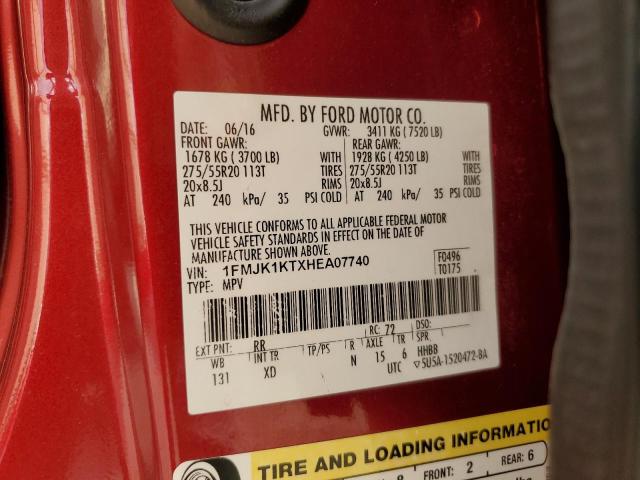 MFD. BY FORD MOTOR CO.
DATE: 06/16 GVWR: 3411 KG ( 7520 LB)
FRONT GAWR: REAR GAWR:
1678 KG ( 3700 LB) WITH 1928 KG ( 4250 LB) WITH
275/55R20 113T TIRES 275/55R20 113T TIRES
20x8.5J RIMS 20x8.5J RIMS
AT 240 kPa/ 35 PSI COLD AT 240 kPa/ 35 PSI COLD
THIS VEHICLE CONFORMS TO ALL APPLICABLE FEDERAL MOTOR
VEHICLE SAFETY STANDARDS IN EFFECT ON THE DATE OF
MANUFACTURE SHOWN ABOVE.
VIN: 1FMJK1KTXHEA07740 F0496
TYPE: MPV T0175
EXT PNT: RR RC: 72 DSO:
WB INT TR TP/PS R AXLE TR SPR
131 XD N 15 6 HHBB
UTC ▽5U5A-1520472-BA
TIRE AND LOADING INFORMATIO
8 FRONT: 2 REAR: 6